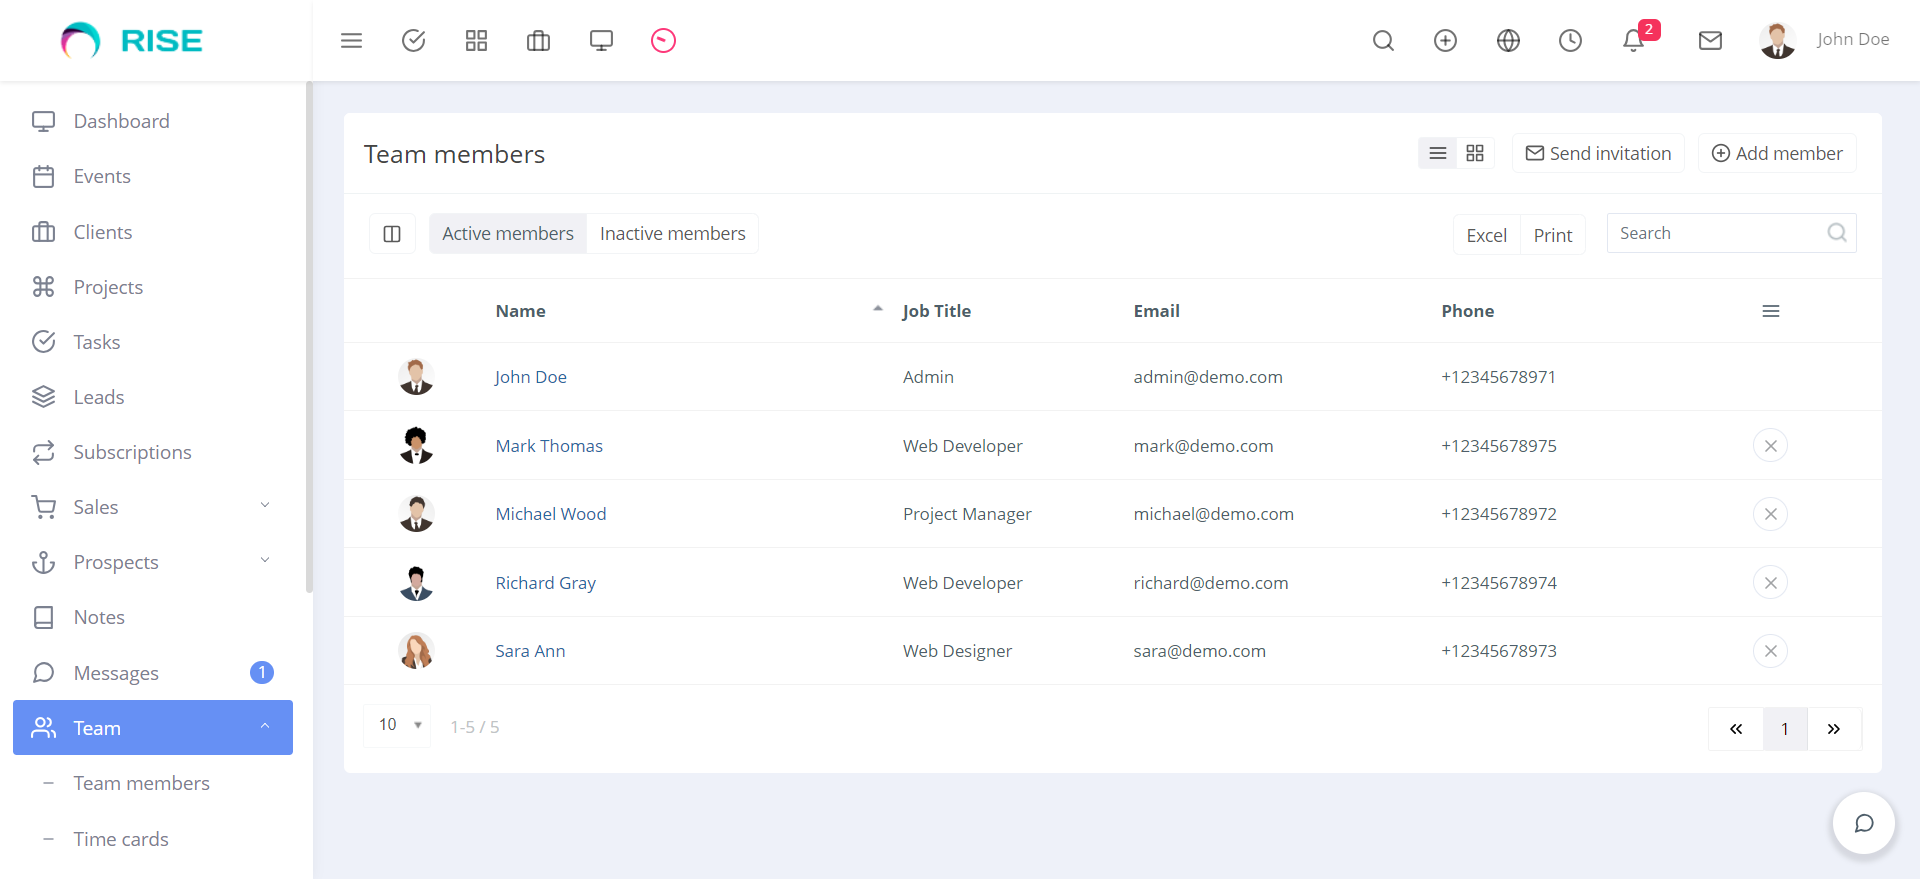 RISE
2
John Doe
Dashboard
Events
Clients
Projects
Tasks
Leads
Subscriptions
Sales
Prospects
Notes
Messages 1
Team
Team members
Time cards
Team members
Send invitation
Add member
Active members
Inactive members
Excel
Print
Search
Name Job Title Email Phone
John Doe Admin admin@demo.com +12345678971
Mark Thomas Web Developer mark@demo.com +12345678975
Michael Wood Project Manager michael@demo.com +12345678972
Richard Gray Web Developer richard@demo.com +12345678974
Sara Ann Web Designer sara@demo.com +12345678973
10
1-5 / 5
« 1 »